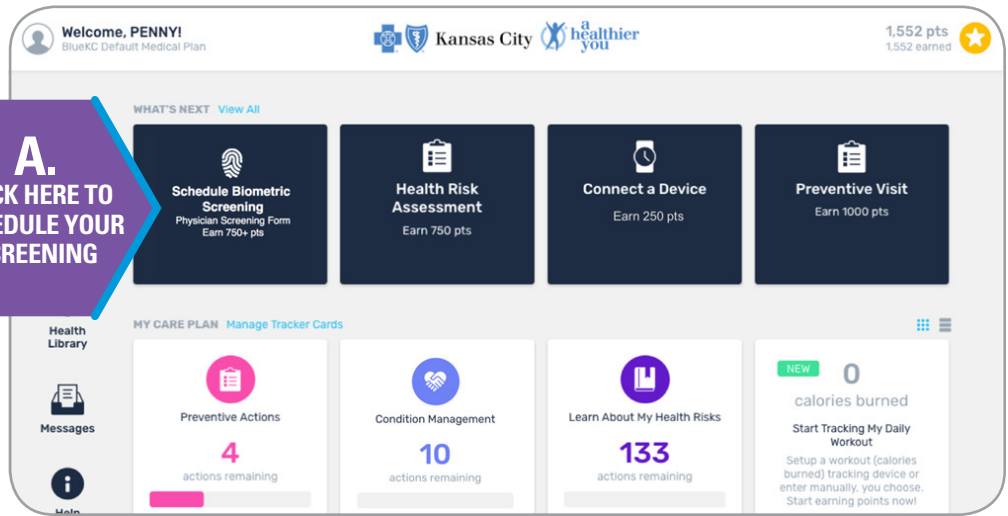 Welcome, PENNY!
BlueKC Default Medical Plan
Kansas City
a
healthier
you
1,552 pts
1,552 earned
WHAT'S NEXT View All
A.
CK HERE TO
EDULE YOUR
REENING
Schedule Biometric
Screening
Physician Screening Form
Earn 750+ pts
Health Risk
Assessment
Earn 750 pts
Connect a Device
Earn 250 pts
Preventive Visit
Earn 1000 pts
Health
Library
Messages
Help
MY CARE PLAN Manage Tracker Cards
Preventive Actions
4
actions remaining
Condition Management
10
actions remaining
Learn About My Health Risks
133
actions remaining
NEW 0
calories burned
Start Tracking My Daily
Workout
Setup a workout (calories
burned) tracking device or
enter manually, you choose.
Start earning points now!